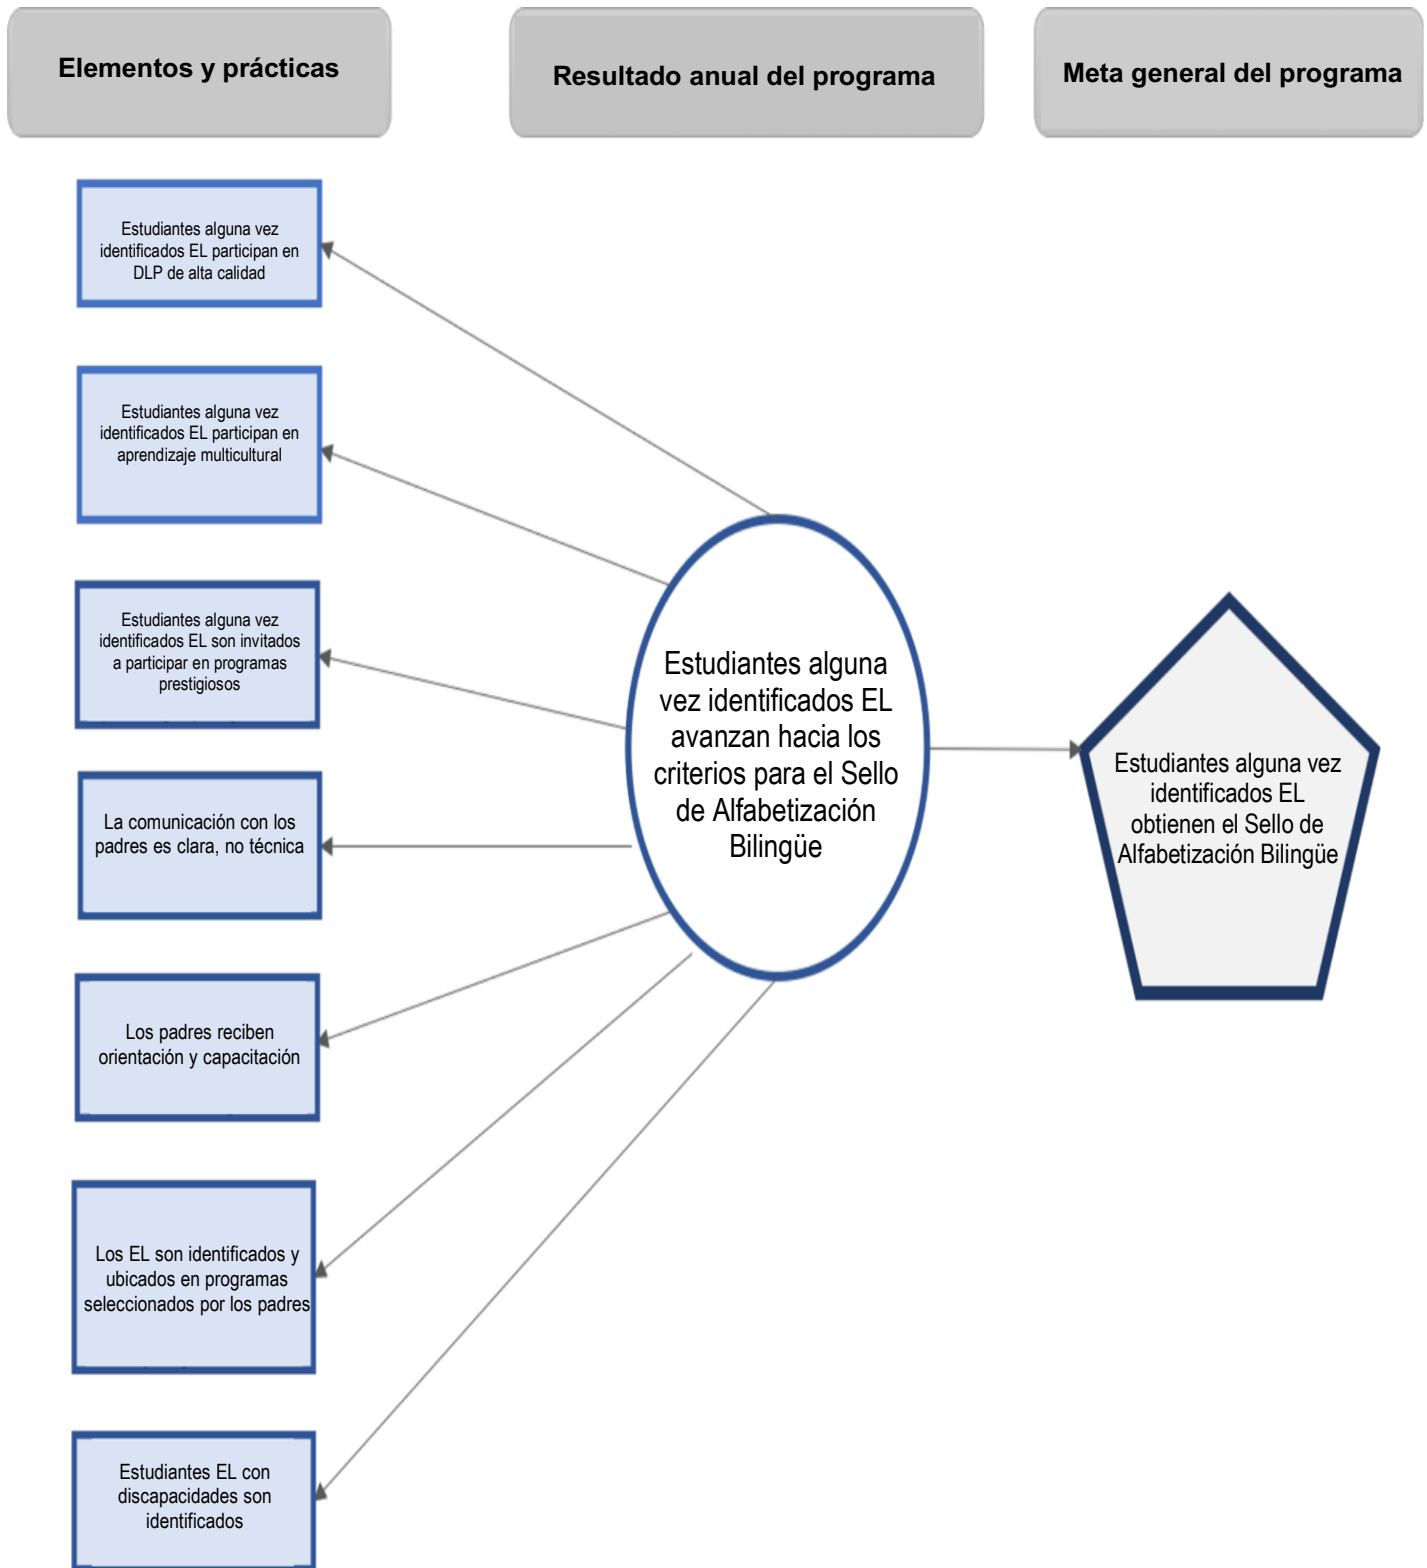 Elementos y prácticas
Resultado anual del programa
Meta general del programa
Estudiantes alguna vez
identificados EL participan en
DLP de alta calidad
Estudiantes alguna vez
identificados EL participan en
aprendizaje multicultural
Estudiantes alguna vez
identificados EL son invitados
a participar en programas
prestigiosos
La comunicación con los
padres es clara, no técnica
Los padres reciben
orientación y capacitación
Los EL son identificados y
ubicados en programas
seleccionados por los padres
Estudiantes EL con
discapacidades son
identificados
Estudiantes alguna
vez identificados EL
avanzan hacia los
criterios para el Sello
de Alfabetización
Bilingüe
Estudiantes alguna vez
identificados EL
obtienen el Sello de
Alfabetización Bilingüe